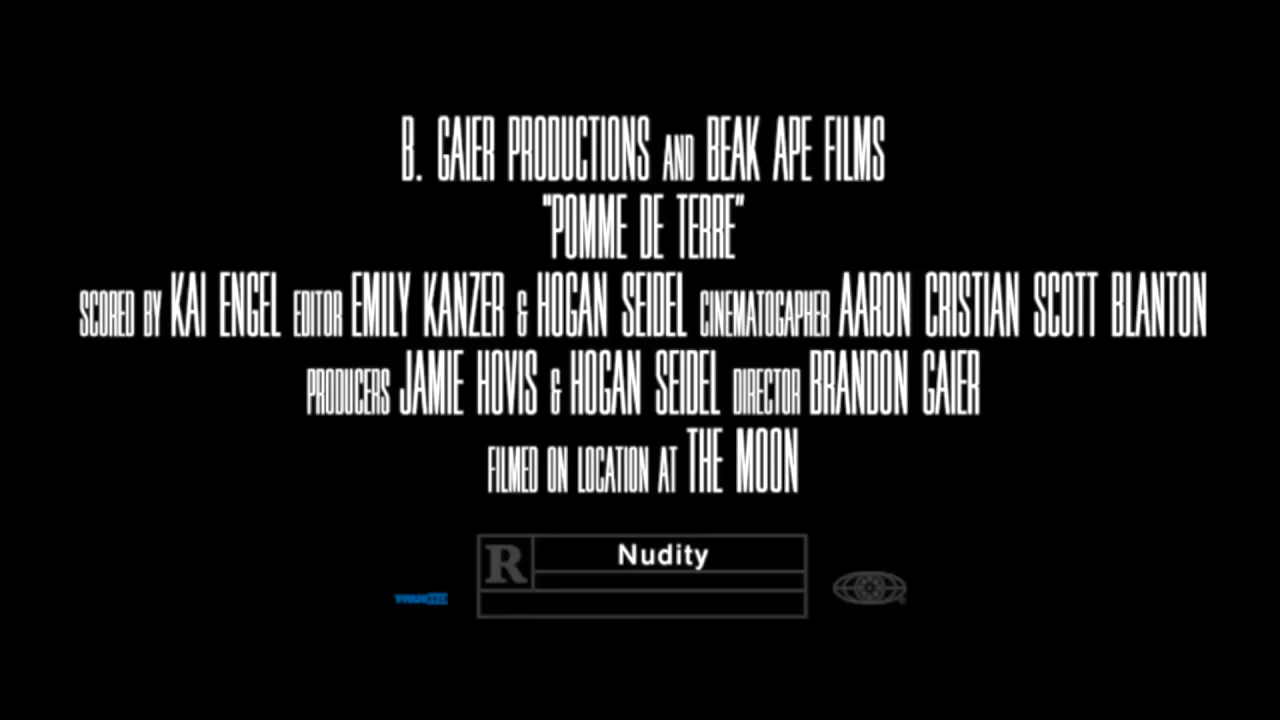 B. GAIER PRODUCTIONS AND BEAK APE FILMS
"POMME DE TERRE"
SCORED BY KAI ENGEL EDITOR EMILY KANZER & HOGAN SEIDEL CINEMATOGAPHER AARON CRISTIAN SCOTT BLANTON
PRODUCERS JAMIE HOVIS & HOGAN SEIDEL DIRECTOR BRANDON GAIER
FILMED ON LOCATION AT THE MOON
R Nudity